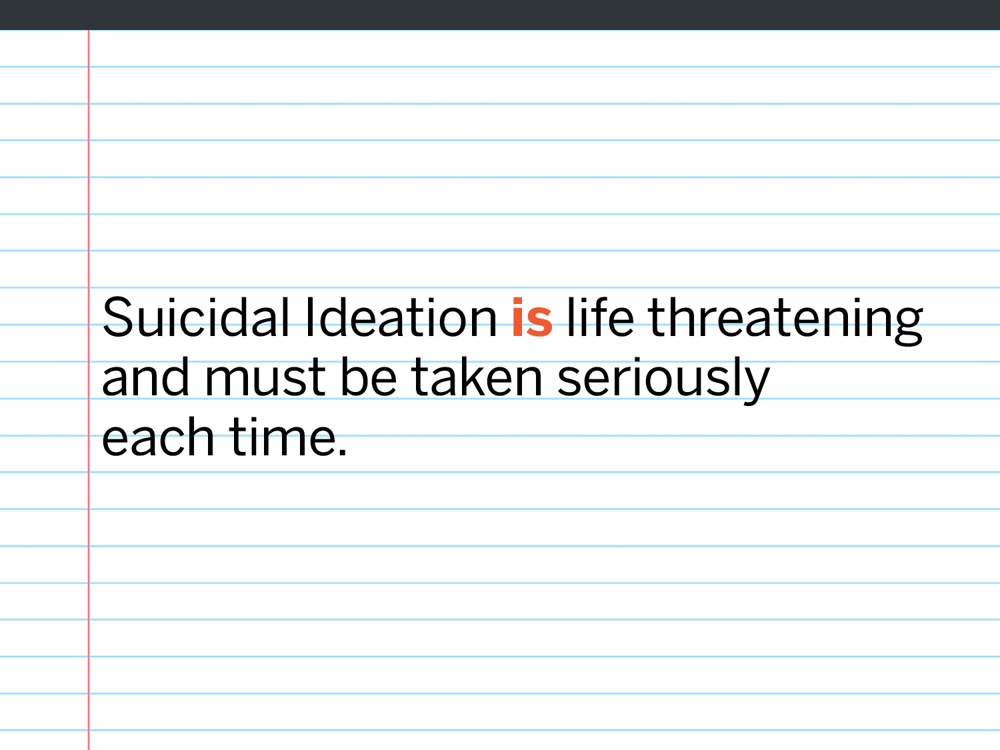 Suicidal Ideation is life threatening
and must be taken seriously
each time.